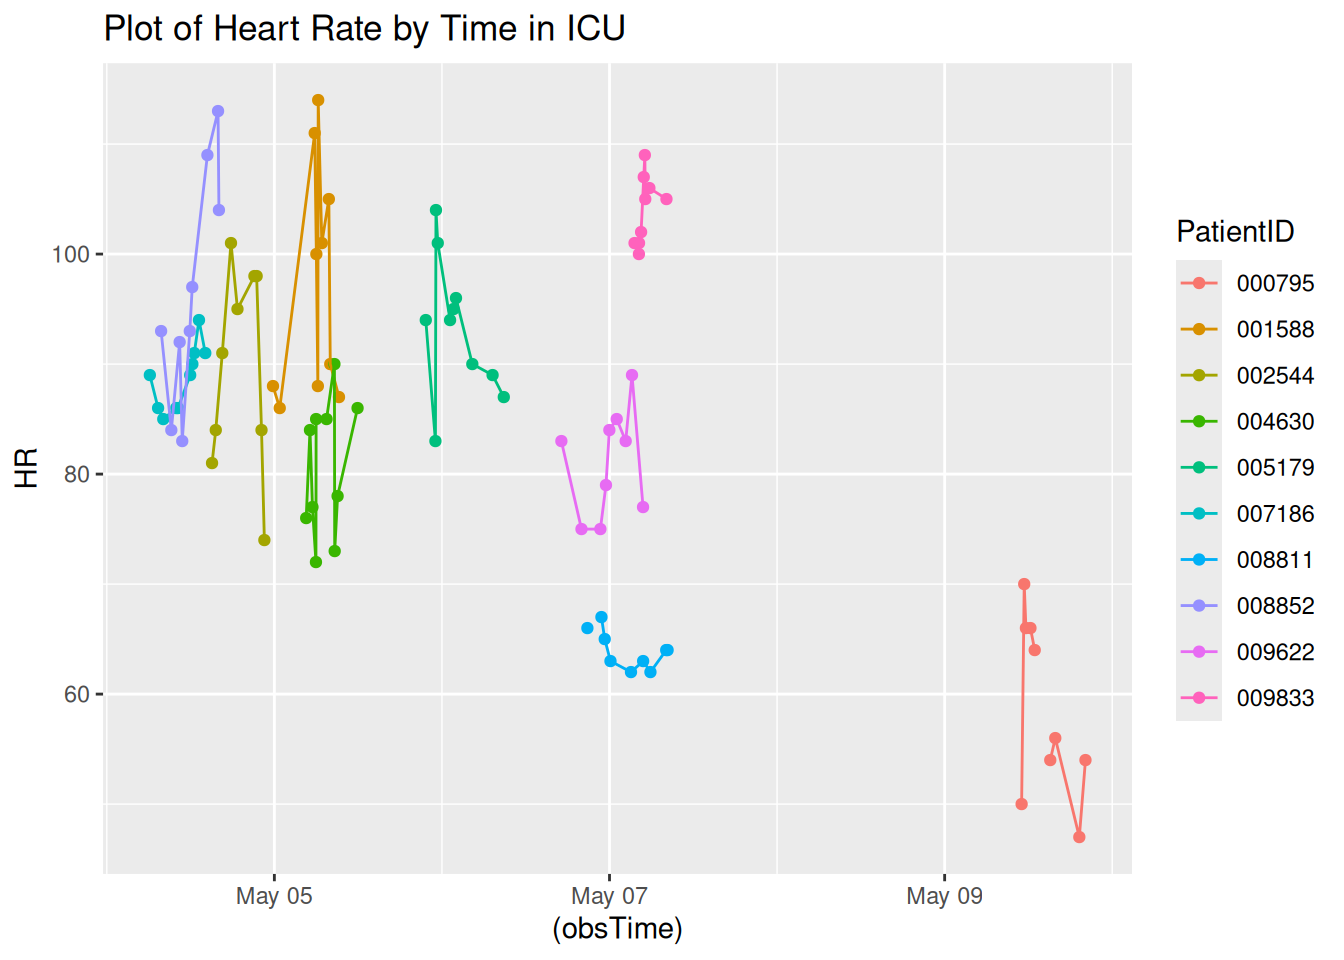 Plot of Heart Rate by Time in ICU
HR
100
80
60
May 05
May 07
May 09
(obsTime)
PatientID
000795
001588
002544
004630
005179
007186
008811
008852
009622
009833